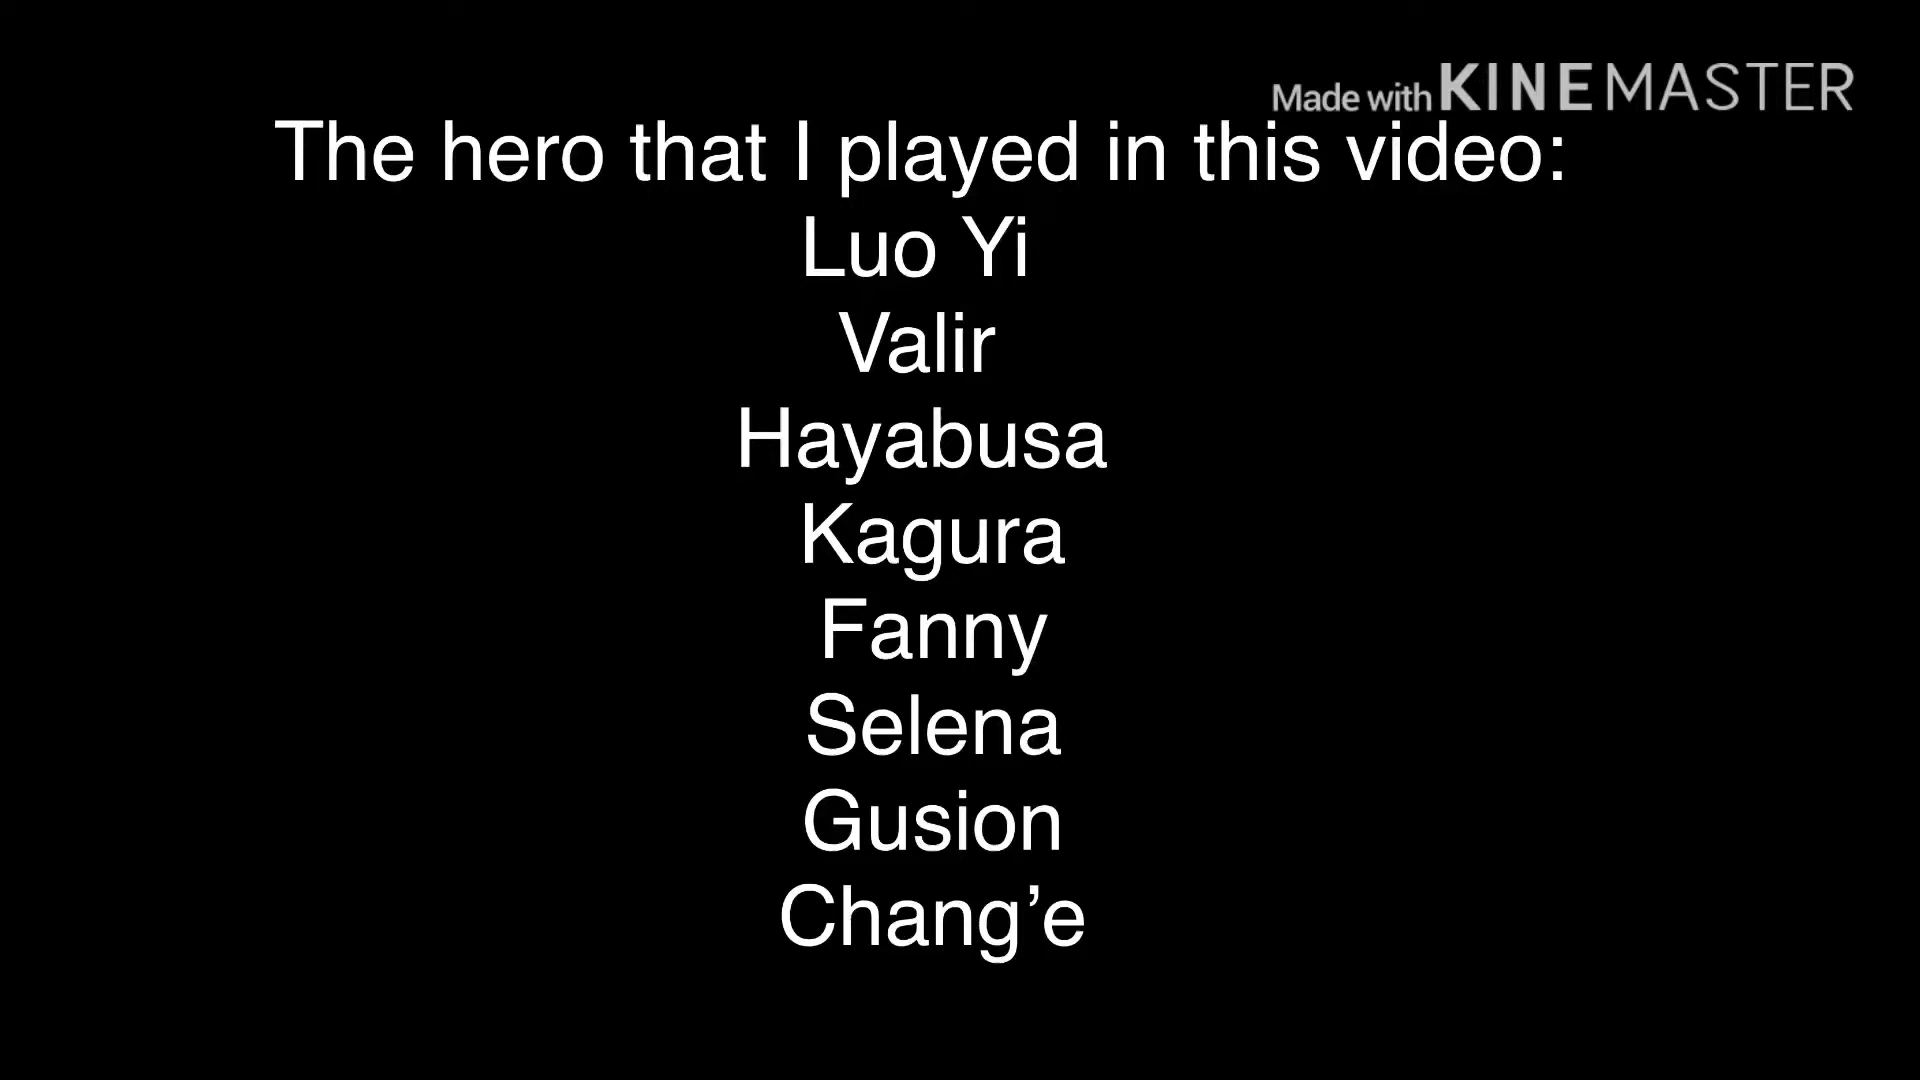 Made with KINEMASTER
The hero that I played in this video:
Luo Yi
Valir
Hayabusa
Kagura
Fanny
Selena
Gusion
Chang’e